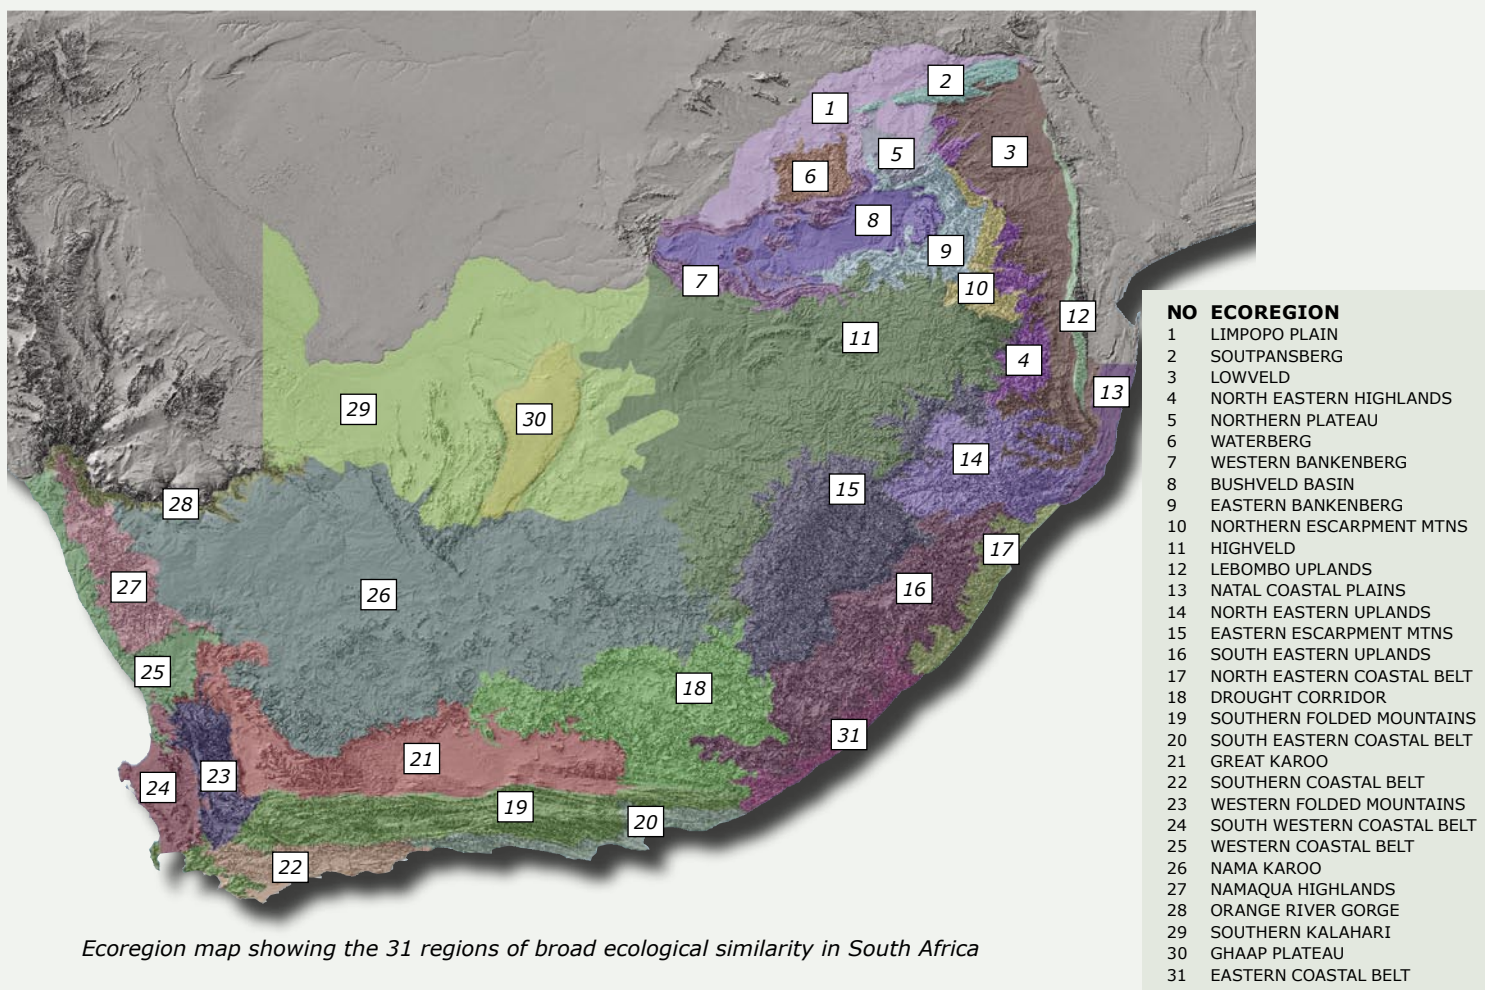 2
1
3
5
6
8
9
7
10
12
11
4
13
29
30
14
15
28
17
27
16
26
25
18
31
21
23
24
19
20
22
Ecoregion map showing the 31 regions of broad ecological similarity in South Africa
NO ECOREGION
1 LIMPOPO PLAIN
2 SOUTPANSBERG
3 LOWVELD
4 NORTH EASTERN HIGHLANDS
5 NORTHERN PLATEAU
6 WATERBERG
7 WESTERN BANKENBERG
8 BUSHVELD BASIN
9 EASTERN BANKENBERG
10 NORTHERN ESCARPMENT MTNS
11 HIGHVELD
12 LEBOMBO UPLANDS
13 NATAL COASTAL PLAINS
14 NORTH EASTERN UPLANDS
15 EASTERN ESCARPMENT MTNS
16 SOUTH EASTERN UPLANDS
17 NORTH EASTERN COASTAL BELT
18 DROUGHT CORRIDOR
19 SOUTHERN FOLDED MOUNTAINS
20 SOUTH EASTERN COASTAL BELT
21 GREAT KAROO
22 SOUTHERN COASTAL BELT
23 WESTERN FOLDED MOUNTAINS
24 SOUTH WESTERN COASTAL BELT
25 WESTERN COASTAL BELT
26 NAMA KAROO
27 NAMAQUA HIGHLANDS
28 ORANGE RIVER GORGE
29 SOUTHERN KALAHARI
30 GHAAP PLATEAU
31 EASTERN COASTAL BELT